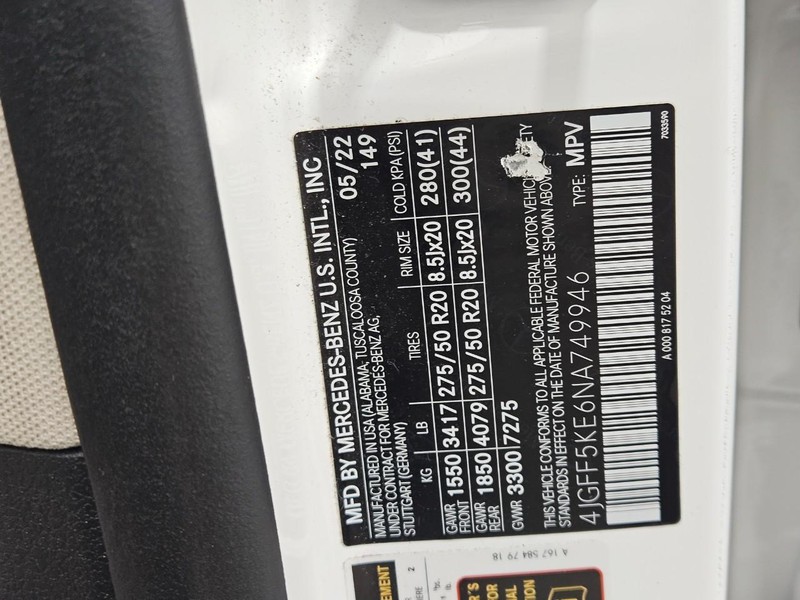 MFD BY MERCEDES-BENZ U.S. INTL., INC
MANUFACTURED IN USA (ALABAMA; TUSCALOOSA COUNTY) 05/22
UNDER CONTRACT FOR MERCEDES-BENZ AG, 149
STUTTGART (GERMANY)
KG LB TIRES RIM SIZE COLD KPA (PSI)
GAWR FRONT 1550 3417 275/50 R20 8.5Jx20 280(41)
GAWR REAR 1850 4079 275/50 R20 8.5Jx20 300(44)
GVWR 3300 7275
THIS VEHICLE CONFORMS TO ALL APPLICABLE FEDERAL MOTOR VEHICLE
STANDARDS IN EFFECT ON THE DATE OF MANUFACTURE SHOWN ABOVE
4JGFF5KE6NA749946 TYPE: MPV
A 000 817 52 04 7033590
A 167 584 79 18